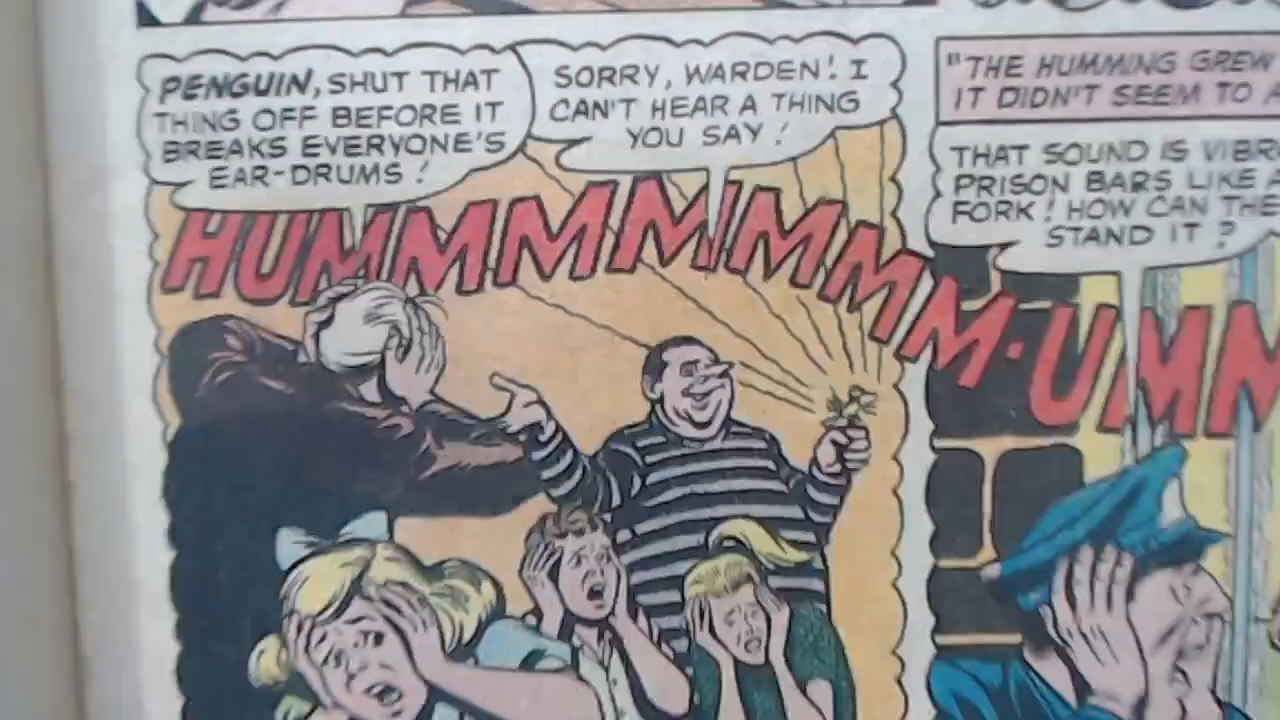 PENGUIN, SHUT THAT
THING OFF BEFORE IT
BREAKS EVERYONE'S
EAR-DRUMS!
SORRY, WARDEN! I
CAN'T HEAR A THING
YOU SAY!
HUMMMMMMMM·UMM
"THE HUMMING GREW
IT DIDN'T SEEM TO
THAT SOUND IS
PRISON BARS LIKE A
FORK! HOW CAN
STAND IT?